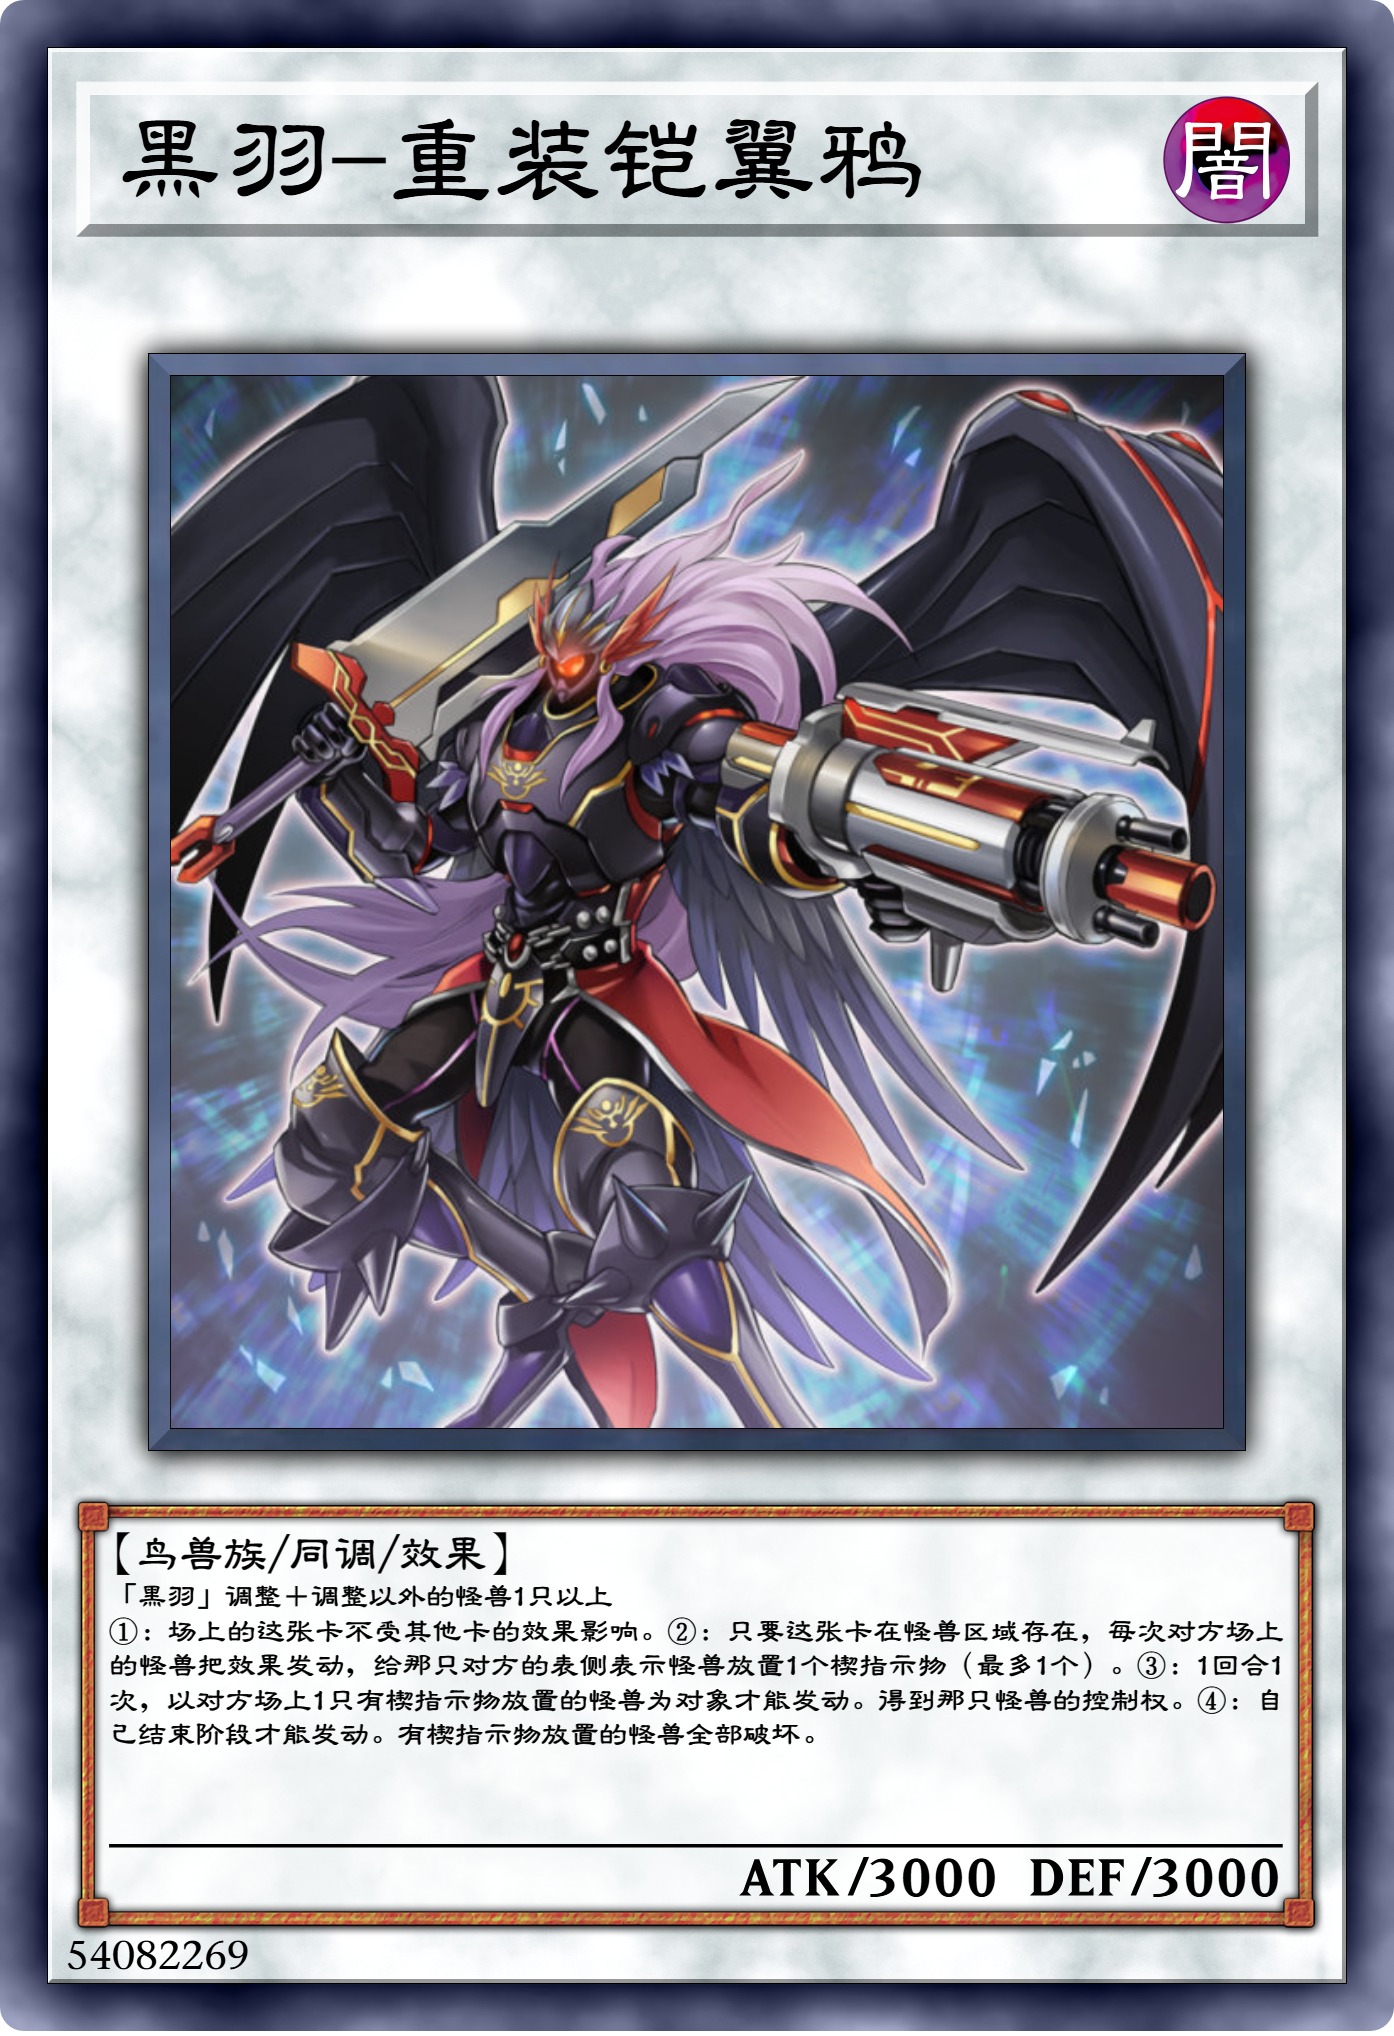 黑羽-重装铠翼鸦
闇
【鸟兽族/同调/效果】
「黑羽」调整＋调整以外的怪兽1只以上
①：场上的这张卡不受其他卡的效果影响。②：只要这张卡在怪兽区域存在，每次对方场上
的怪兽把效果发动，给那只对方的表侧表示怪兽放置1个楔指示物（最多1个）。③：1回合1
次，以对方场上1只有楔指示物放置的怪兽为对象才能发动。得到那只怪兽的控制权。④：自
己结束阶段才能发动。有楔指示物放置的怪兽全部破坏。
ATK/3000 DEF/3000
54082269